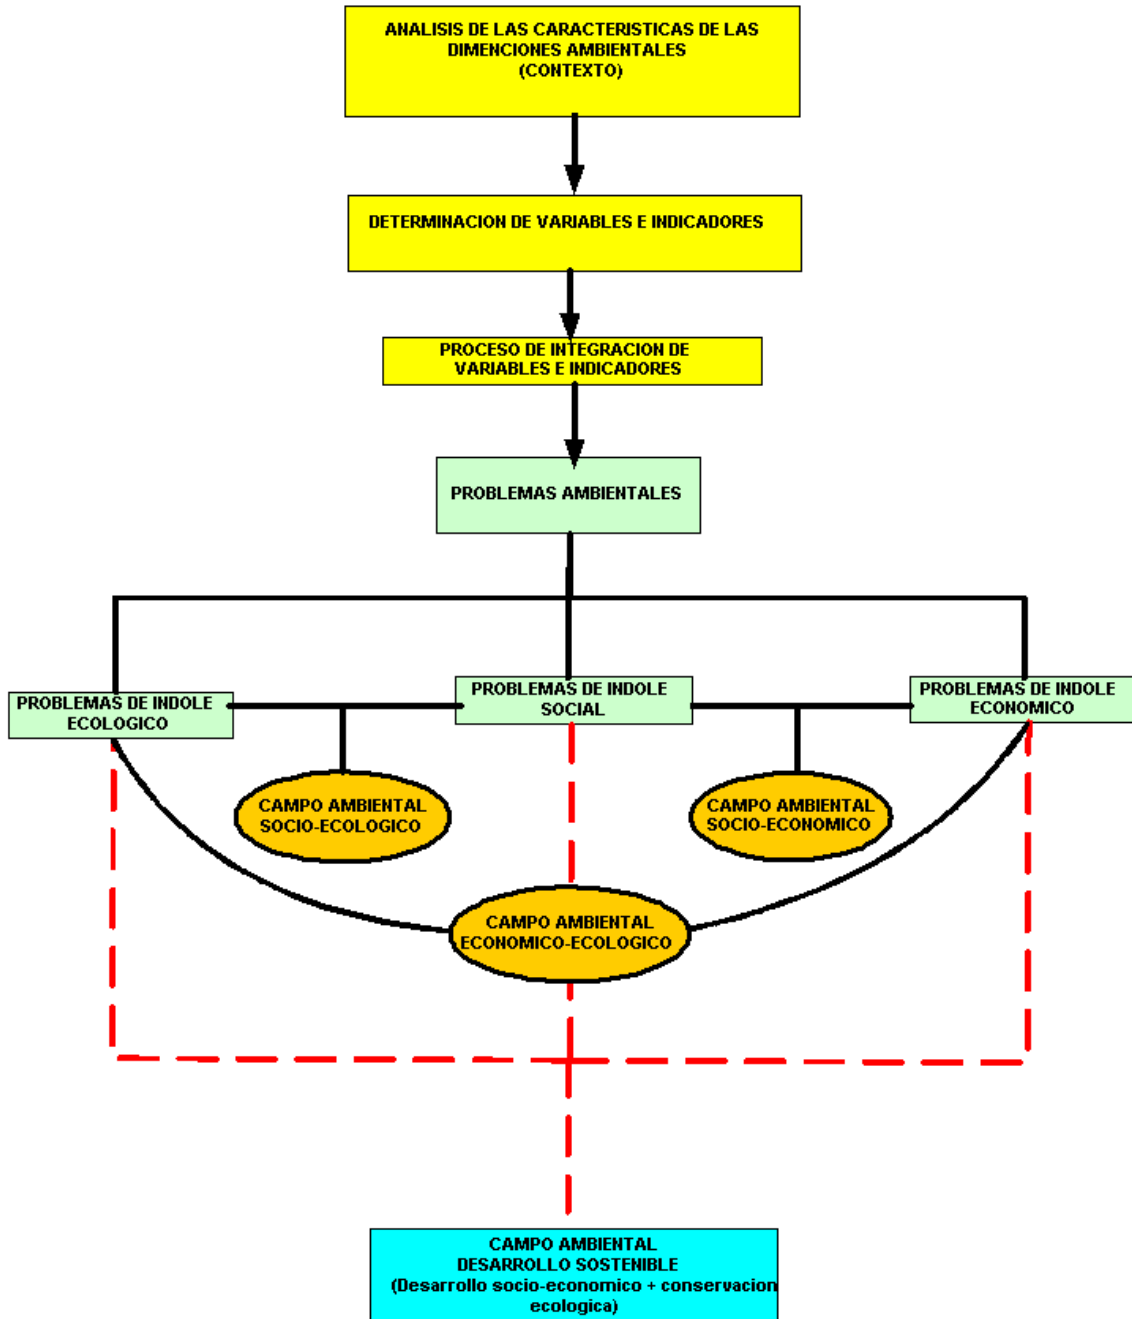 ANALISIS DE LAS CARACTERISTICAS DE LAS
DIMENCIONES AMBIENTALES
(CONTEXTO)
DETERMINACION DE VARIABLES E INDICADORES
PROCESO DE INTEGRACION DE
VARIABLES E INDICADORES
PROBLEMAS AMBIENTALES
PROBLEMAS DE INDOLE
ECOLOGICO
PROBLEMAS DE INDOLE
SOCIAL
PROBLEMAS DE INDOLE
ECONOMICO
CAMPO AMBIENTAL
SOCIO-ECOLOGICO
CAMPO AMBIENTAL
SOCIO-ECONOMICO
CAMPO AMBIENTAL
ECONOMICO-ECOLOGICO
CAMPO AMBIENTAL
DESARROLLO SOSTENIBLE
(Desarrollo socio-economico + conservacion
ecologica)